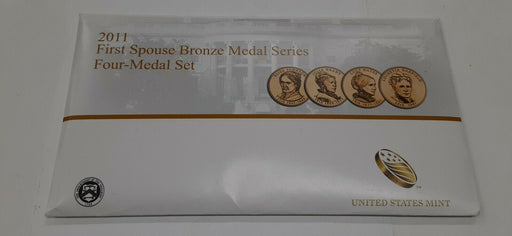 2011
First Spouse Bronze Medal Series
Four-Medal Set
UNITED STATES MINT